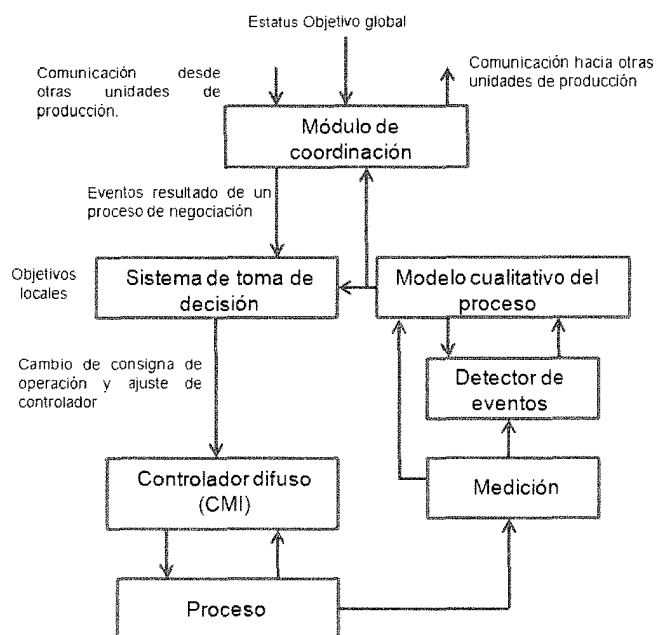 Estatus Objetivo global
Comunicación desde
otras unidades de
producción.
Comunicación hacia otras
unidades de producción
Módulo de
coordinación
Eventos resultado de un
proceso de negociación
Objetivos
locales
Sistema de toma de
decisión
Modelo cualitativo del
proceso
Detector de
eventos
Cambio de consigna de
operación y ajuste de
controlador
Controlador difuso
(CMI)
Medición
Proceso